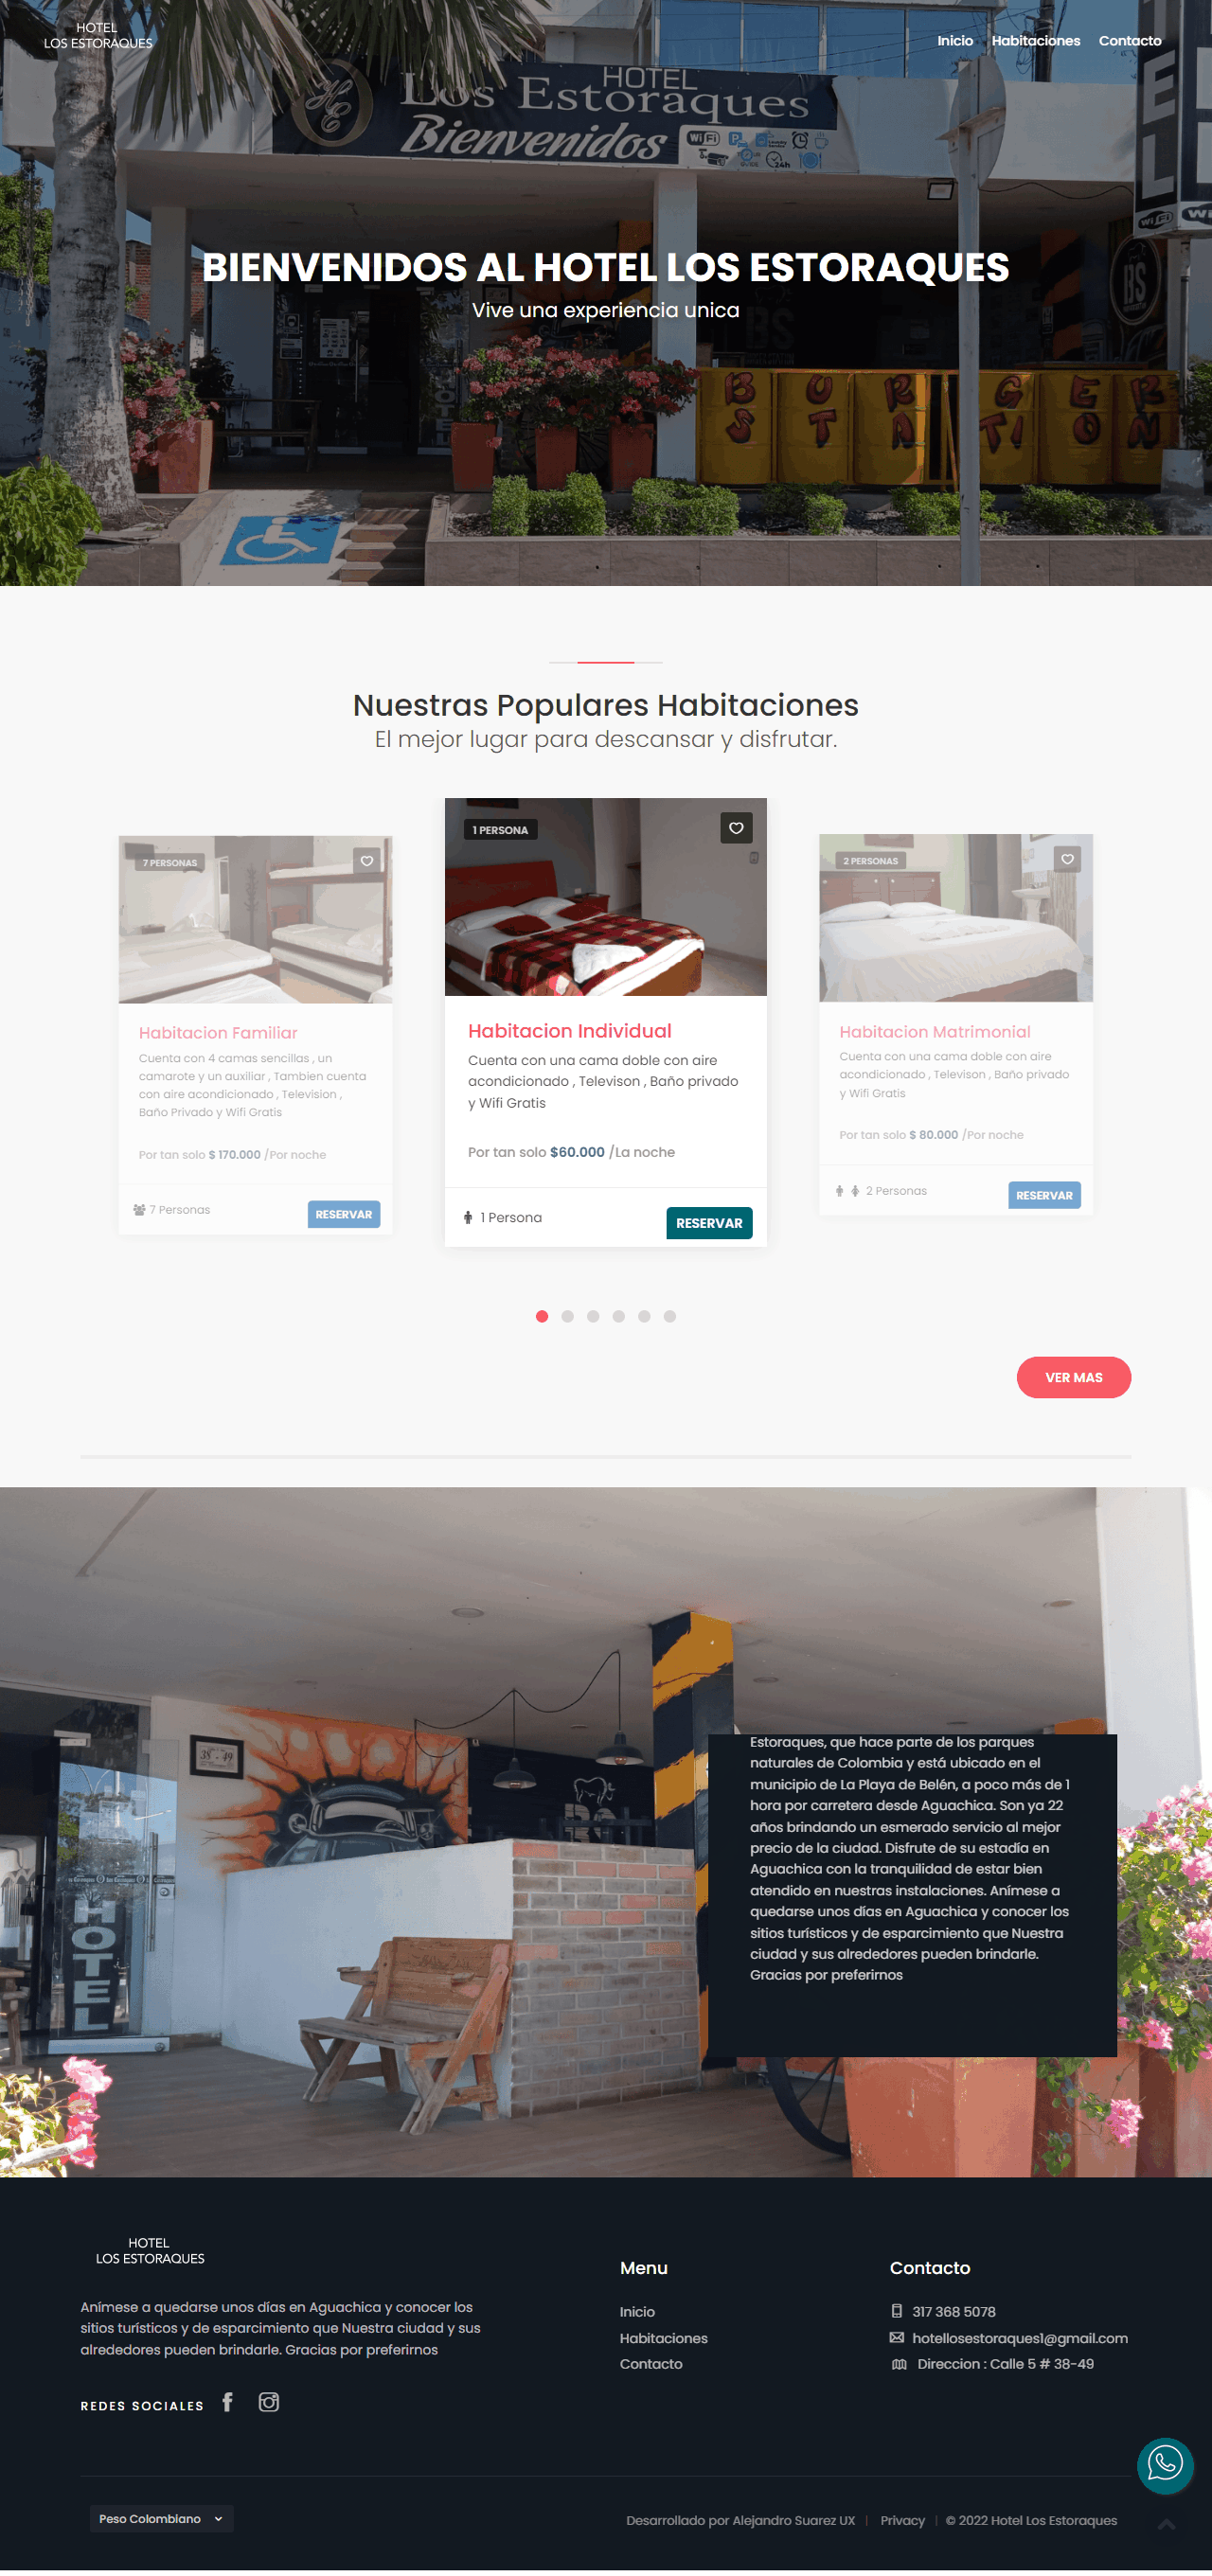 HOTEL
LOS ESTORAQUES
Inicio
Habitaciones
Contacto
HOTEL
Los Estoraques
Bienvenidos
WiFi
24h
WiFi
BIENVENIDOS AL HOTEL LOS ESTORAQUES
Vive una experiencia unica
BURGER
STATION
Nuestras Populares Habitaciones
El mejor lugar para descansar y disfrutar.
7 PERSONAS
Habitacion Familiar
Cuenta con 4 camas sencillas , un
camarote y un auxiliar , Tambien cuenta
con aire acondicionado , Television ,
Baño Privado y Wifi Gratis
Por tan solo $ 170.000 /Por noche
7 Personas
RESERVAR
1 PERSONA
Habitacion Individual
Cuenta con una cama doble con aire
acondicionado , Televison , Baño privado
y Wifi Gratis
Por tan solo $60.000 /La noche
1 Persona
RESERVAR
2 PERSONAS
Habitacion Matrimonial
Cuenta con una cama doble con aire
acondicionado , Televison , Baño privado
y Wifi Gratis
Por tan solo $ 80.000 /Por noche
2 Personas
RESERVAR
VER MAS
38-49
HOTEL
Estoraques, que hace parte de los parques
naturales de Colombia y está ubicado en el
municipio de La Playa de Belén, a poco más de 1
hora por carretera desde Aguachica. Son ya 22
años brindando un esmerado servicio al mejor
precio de la ciudad. Disfrute de su estadía en
Aguachica con la tranquilidad de estar bien
atendido en nuestras instalaciones. Anímese a
quedarse unos días en Aguachica y conocer los
sitios turísticos y de esparcimiento que Nuestra
ciudad y sus alrededores pueden brindarle.
Gracias por preferirnos
HOTEL
LOS ESTORAQUES
Anímese a quedarse unos días en Aguachica y conocer los
sitios turísticos y de esparcimiento que Nuestra ciudad y sus
alrededores pueden brindarle. Gracias por preferirnos
REDES SOCIALES
Menu
Inicio
Habitaciones
Contacto
Contacto
317 368 5078
hotellosestoraques1@gmail.com
Direccion : Calle 5 # 38-49
Peso Colombiano
Desarrollado por Alejandro Suarez UX | Privacy | © 2022 Hotel Los Estoraques